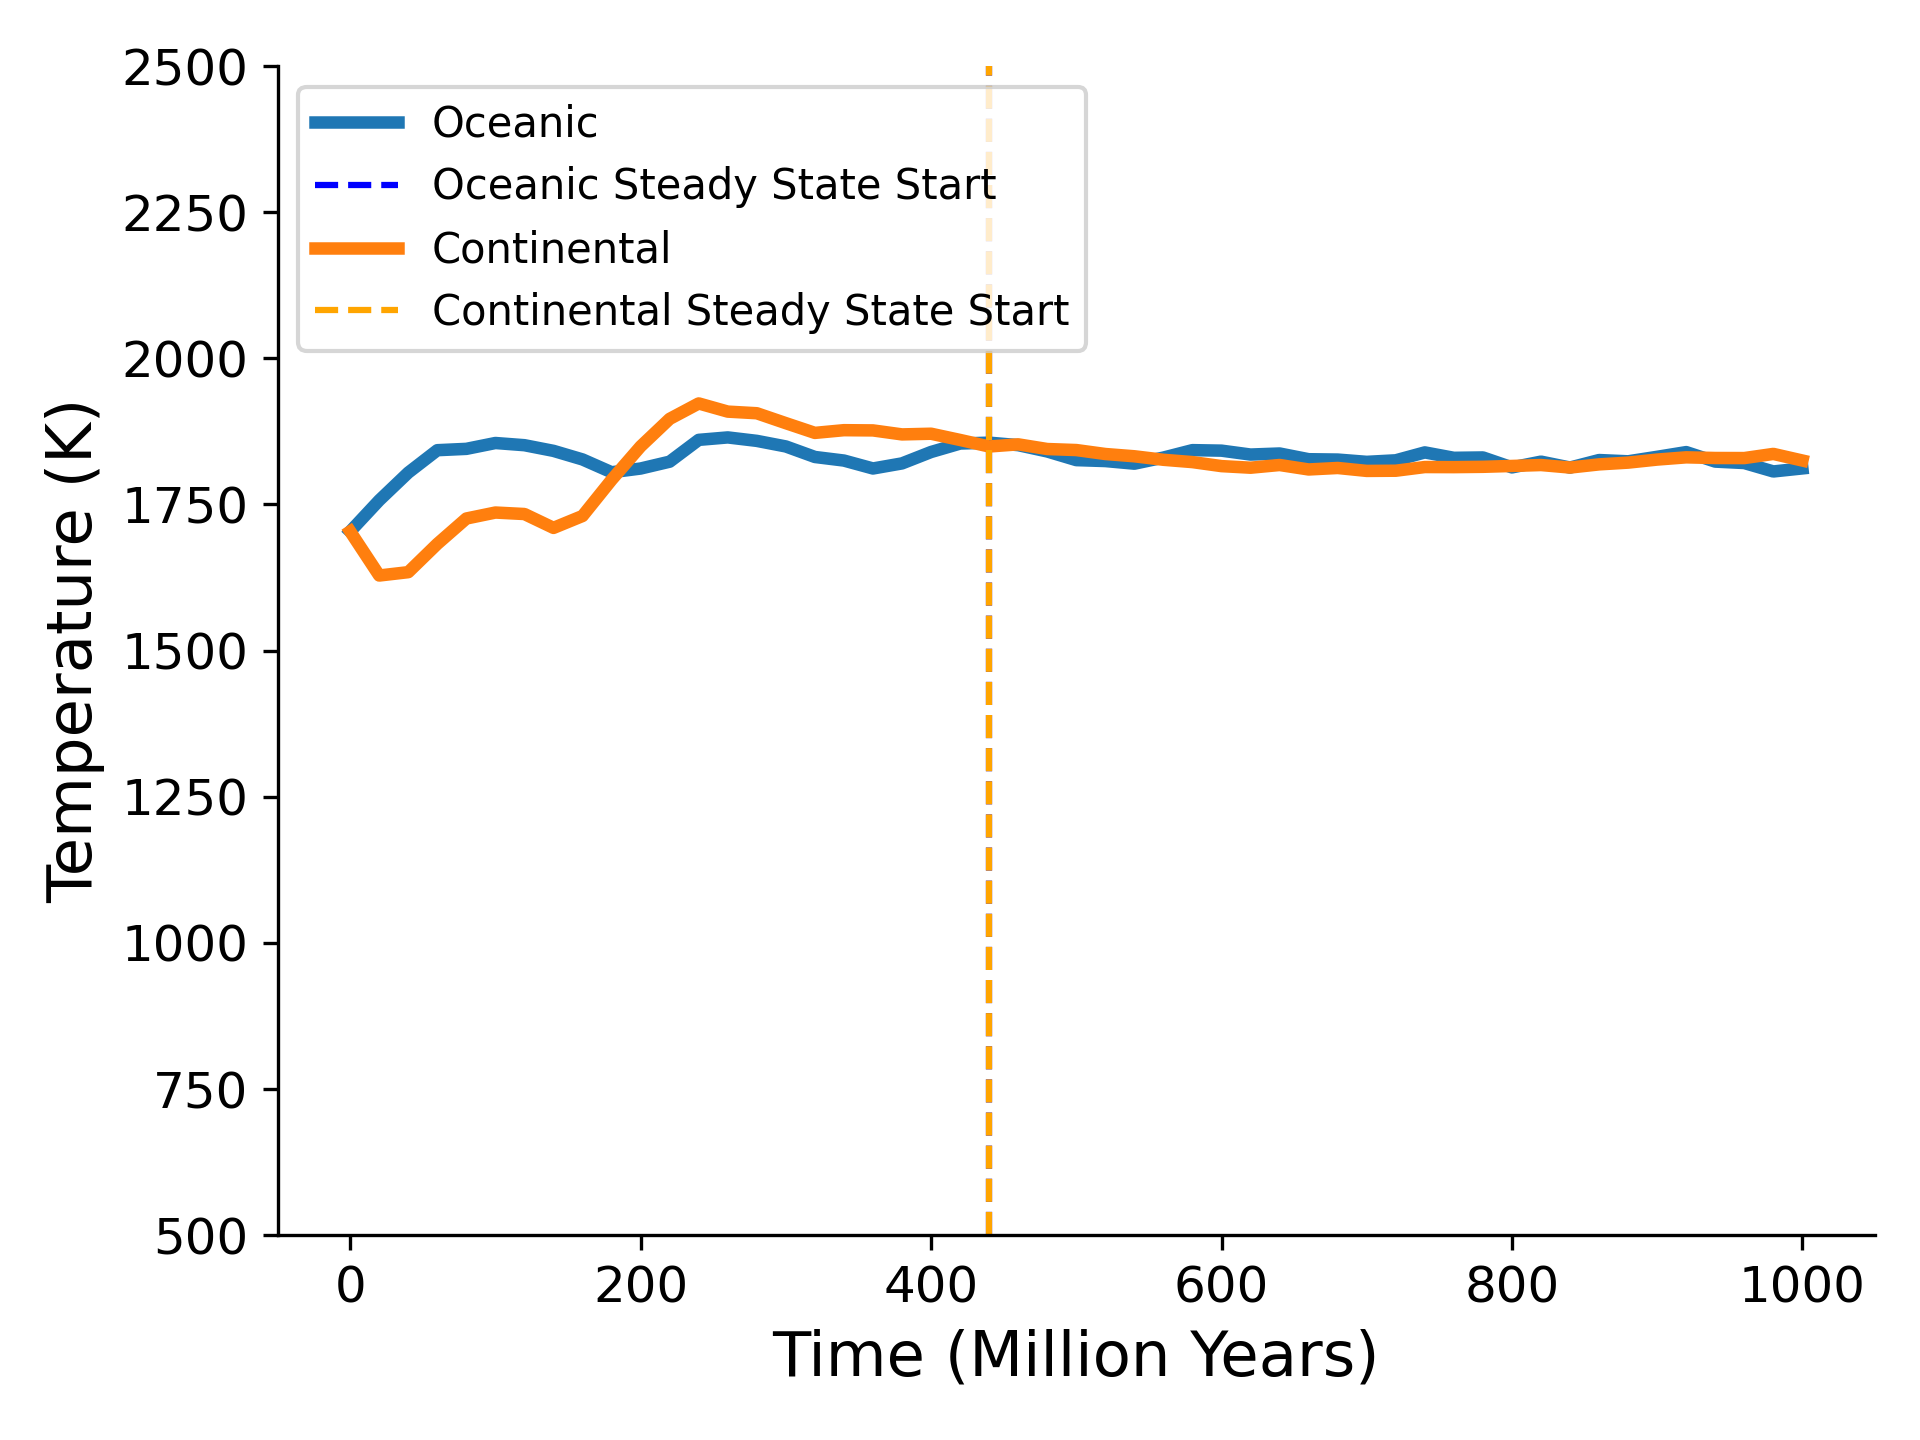 2500
2250
2000
1750
1500
1250
1000
750
500
Temperature (K)
Oceanic
Oceanic Steady State Start
Continental
Continental Steady State Start
0 200 400 600 800 1000
Time (Million Years)